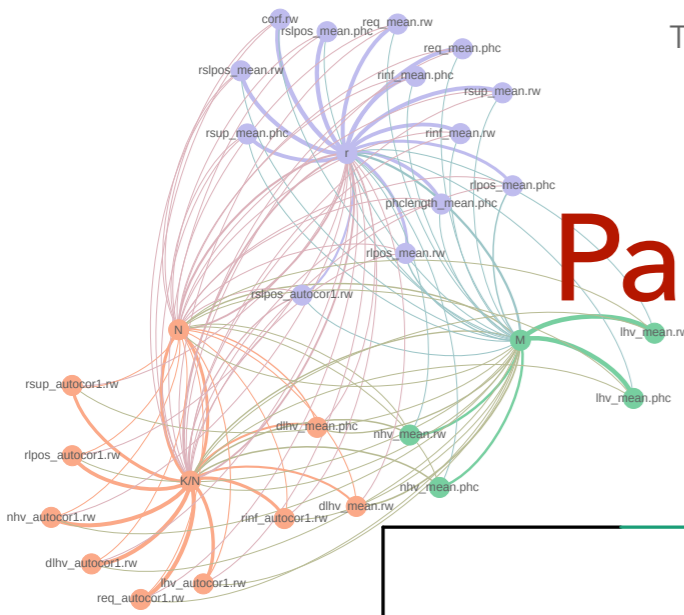 corf.rw
rslpos_mean.phc
req_mean.rw
T
req_mean.phc
rslpos_mean.rw
rinf_mean.phc
rsup_mean.rw
rsup_mean.phc
rinf_mean.rw
r
rlpos_mean.phc
phclength_mean.phc
Pa
rlpos_mean.rw
rslpos_autocor1.rw
N
M
lhv_mean.rw
rsup_autocor1.rw
lhv_mean.phc
dlhv_mean.phc
nhv_mean.rw
rlpos_autocor1.rw
K/N
nhv_mean.phc
dlhv_mean.rw
nhv_autocor1.rw
rinf_autocor1.rw
dlhv_autocor1.rw
lhv_autocor1.rw
req_autocor1.rw